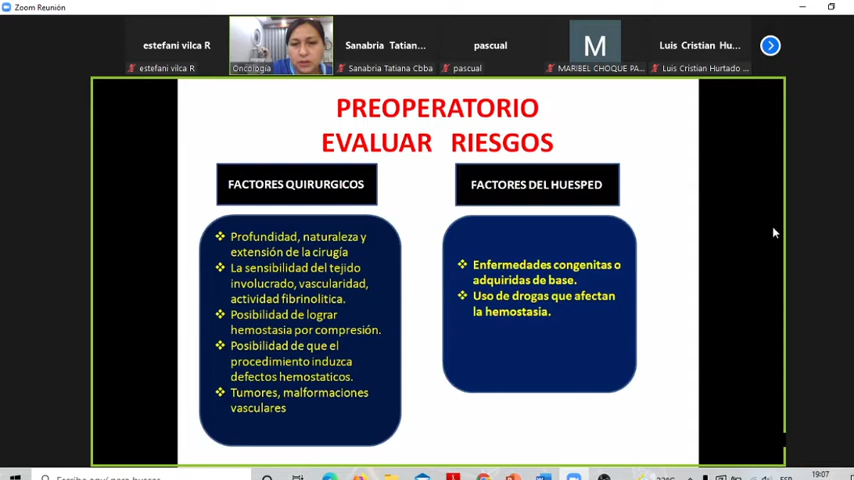 Zoom Reunión
estefani vilca R
Sanabria Tatian...
pascual
M
Luis Cristian Hu...
estefani vilca R
Oncología
Sanabria Tatiana Cbba
pascual
MARIBEL CHOQUE PA...
Luis Cristian Hurtado ...
PREOPERATORIO
EVALUAR RIESGOS
FACTORES QUIRURGICOS
❖ Profundidad, naturaleza y
extensión de la cirugía
❖ La sensibilidad del tejido
involucrado, vascularidad,
actividad fibrinolitica.
❖ Posibilidad de lograr
hemostasia por compresión.
❖ Posibilidad de que el
procedimiento induzca
defectos hemostaticos.
❖ Tumores, malformaciones
vasculares
FACTORES DEL HUESPED
❖ Enfermedades congenitas o
adquiridas de base.
❖ Uso de drogas que afectan
la hemostasia.
Escribe aquí para buscar
19:07